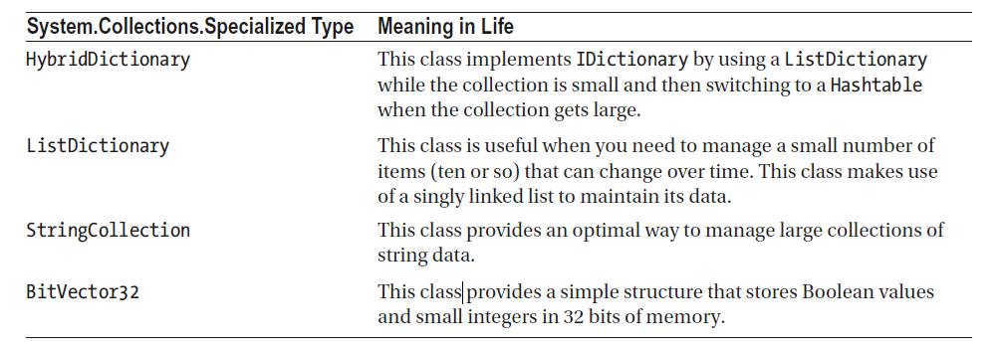 System.Collections.Specialized Type Meaning in Life
HybridDictionary This class implements IDictionary by using a ListDictionary
while the collection is small and then switching to a Hashtable
when the collection gets large.
ListDictionary This class is useful when you need to manage a small number of
items (ten or so) that can change over time. This class makes use
of a singly linked list to maintain its data.
StringCollection This class provides an optimal way to manage large collections of
string data.
BitVector32 This class provides a simple structure that stores Boolean values
and small integers in 32 bits of memory.